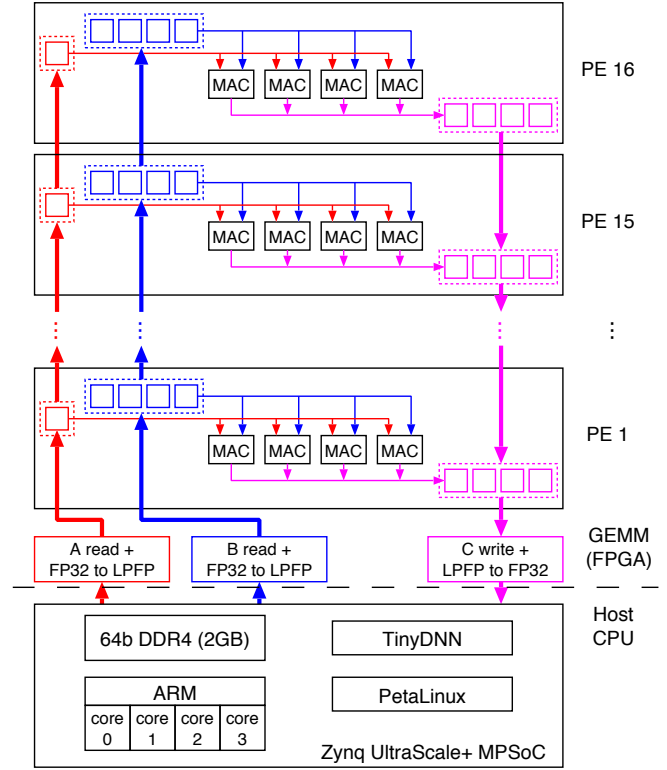 PE 16
MAC MAC MAC MAC
PE 15
MAC MAC MAC MAC
...
... ... ... ...
PE 1
MAC MAC MAC MAC
A read +
FP32 to LPFP
B read +
FP32 to LPFP
C write +
LPFP to FP32
GEMM
(FPGA)
Host
CPU
64b DDR4 (2GB)
TinyDNN
ARM
core
0
core
1
core
2
core
3
PetaLinux
Zynq UltraScale+ MPSoC